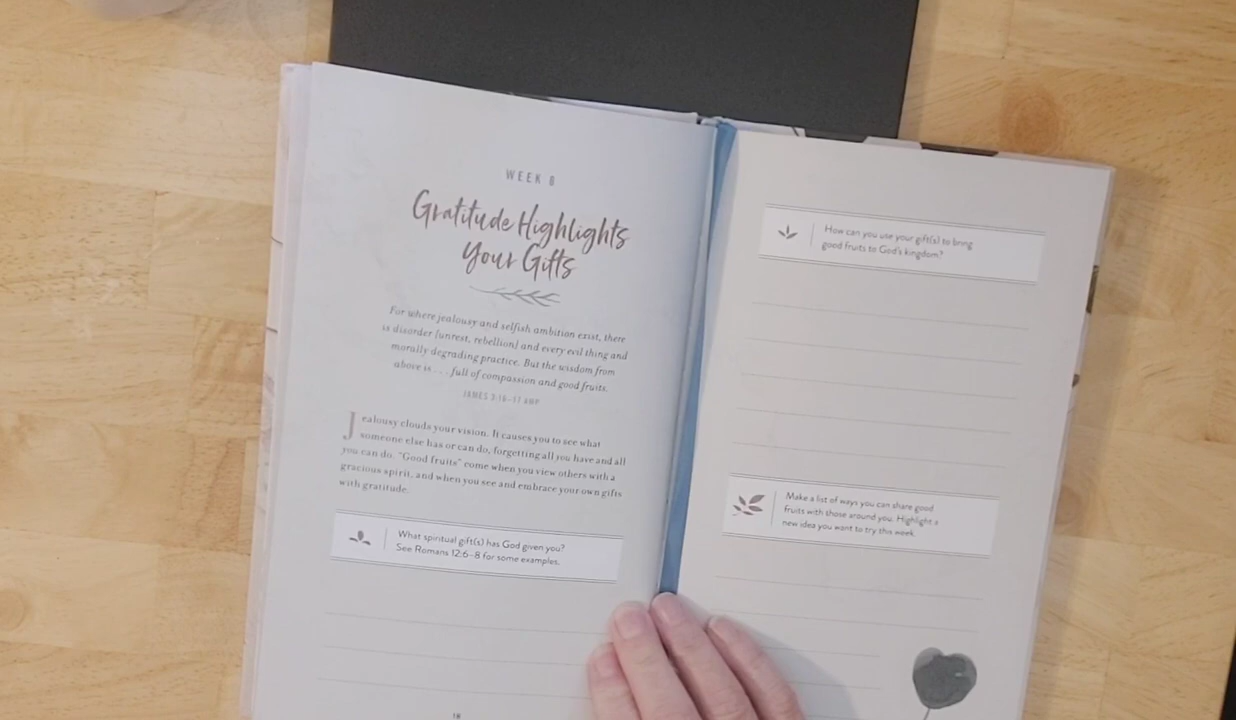 WEEK 8
Gratitude Highlights
Your Gifts
For where jealousy and selfish ambition exist, there
is disorder [unrest, rebellion] and every evil thing and
morally degrading practice. But the wisdom from
above is . . . full of compassion and good fruits.
JAMES 3:16–17 AMP
Jealousy clouds your vision. It causes you to see what
someone else has or can do, forgetting all you have and all
you can do. “Good fruits” come when you view others with a
gracious spirit, and when you see and embrace your own gifts
with gratitude.
What spiritual gift(s) has God given you?
See Romans 12:6–8 for some examples.
How can you use your gift(s) to bring
good fruits to God's kingdom?
Make a list of ways you can share good
fruits with those around you. Highlight a
new idea you want to try this week.